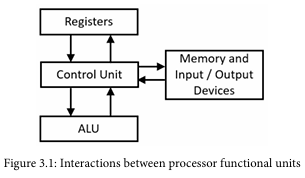 Registers
Control Unit
Memory and
Input / Output
Devices
ALU
Figure 3.1: Interactions between processor functional units